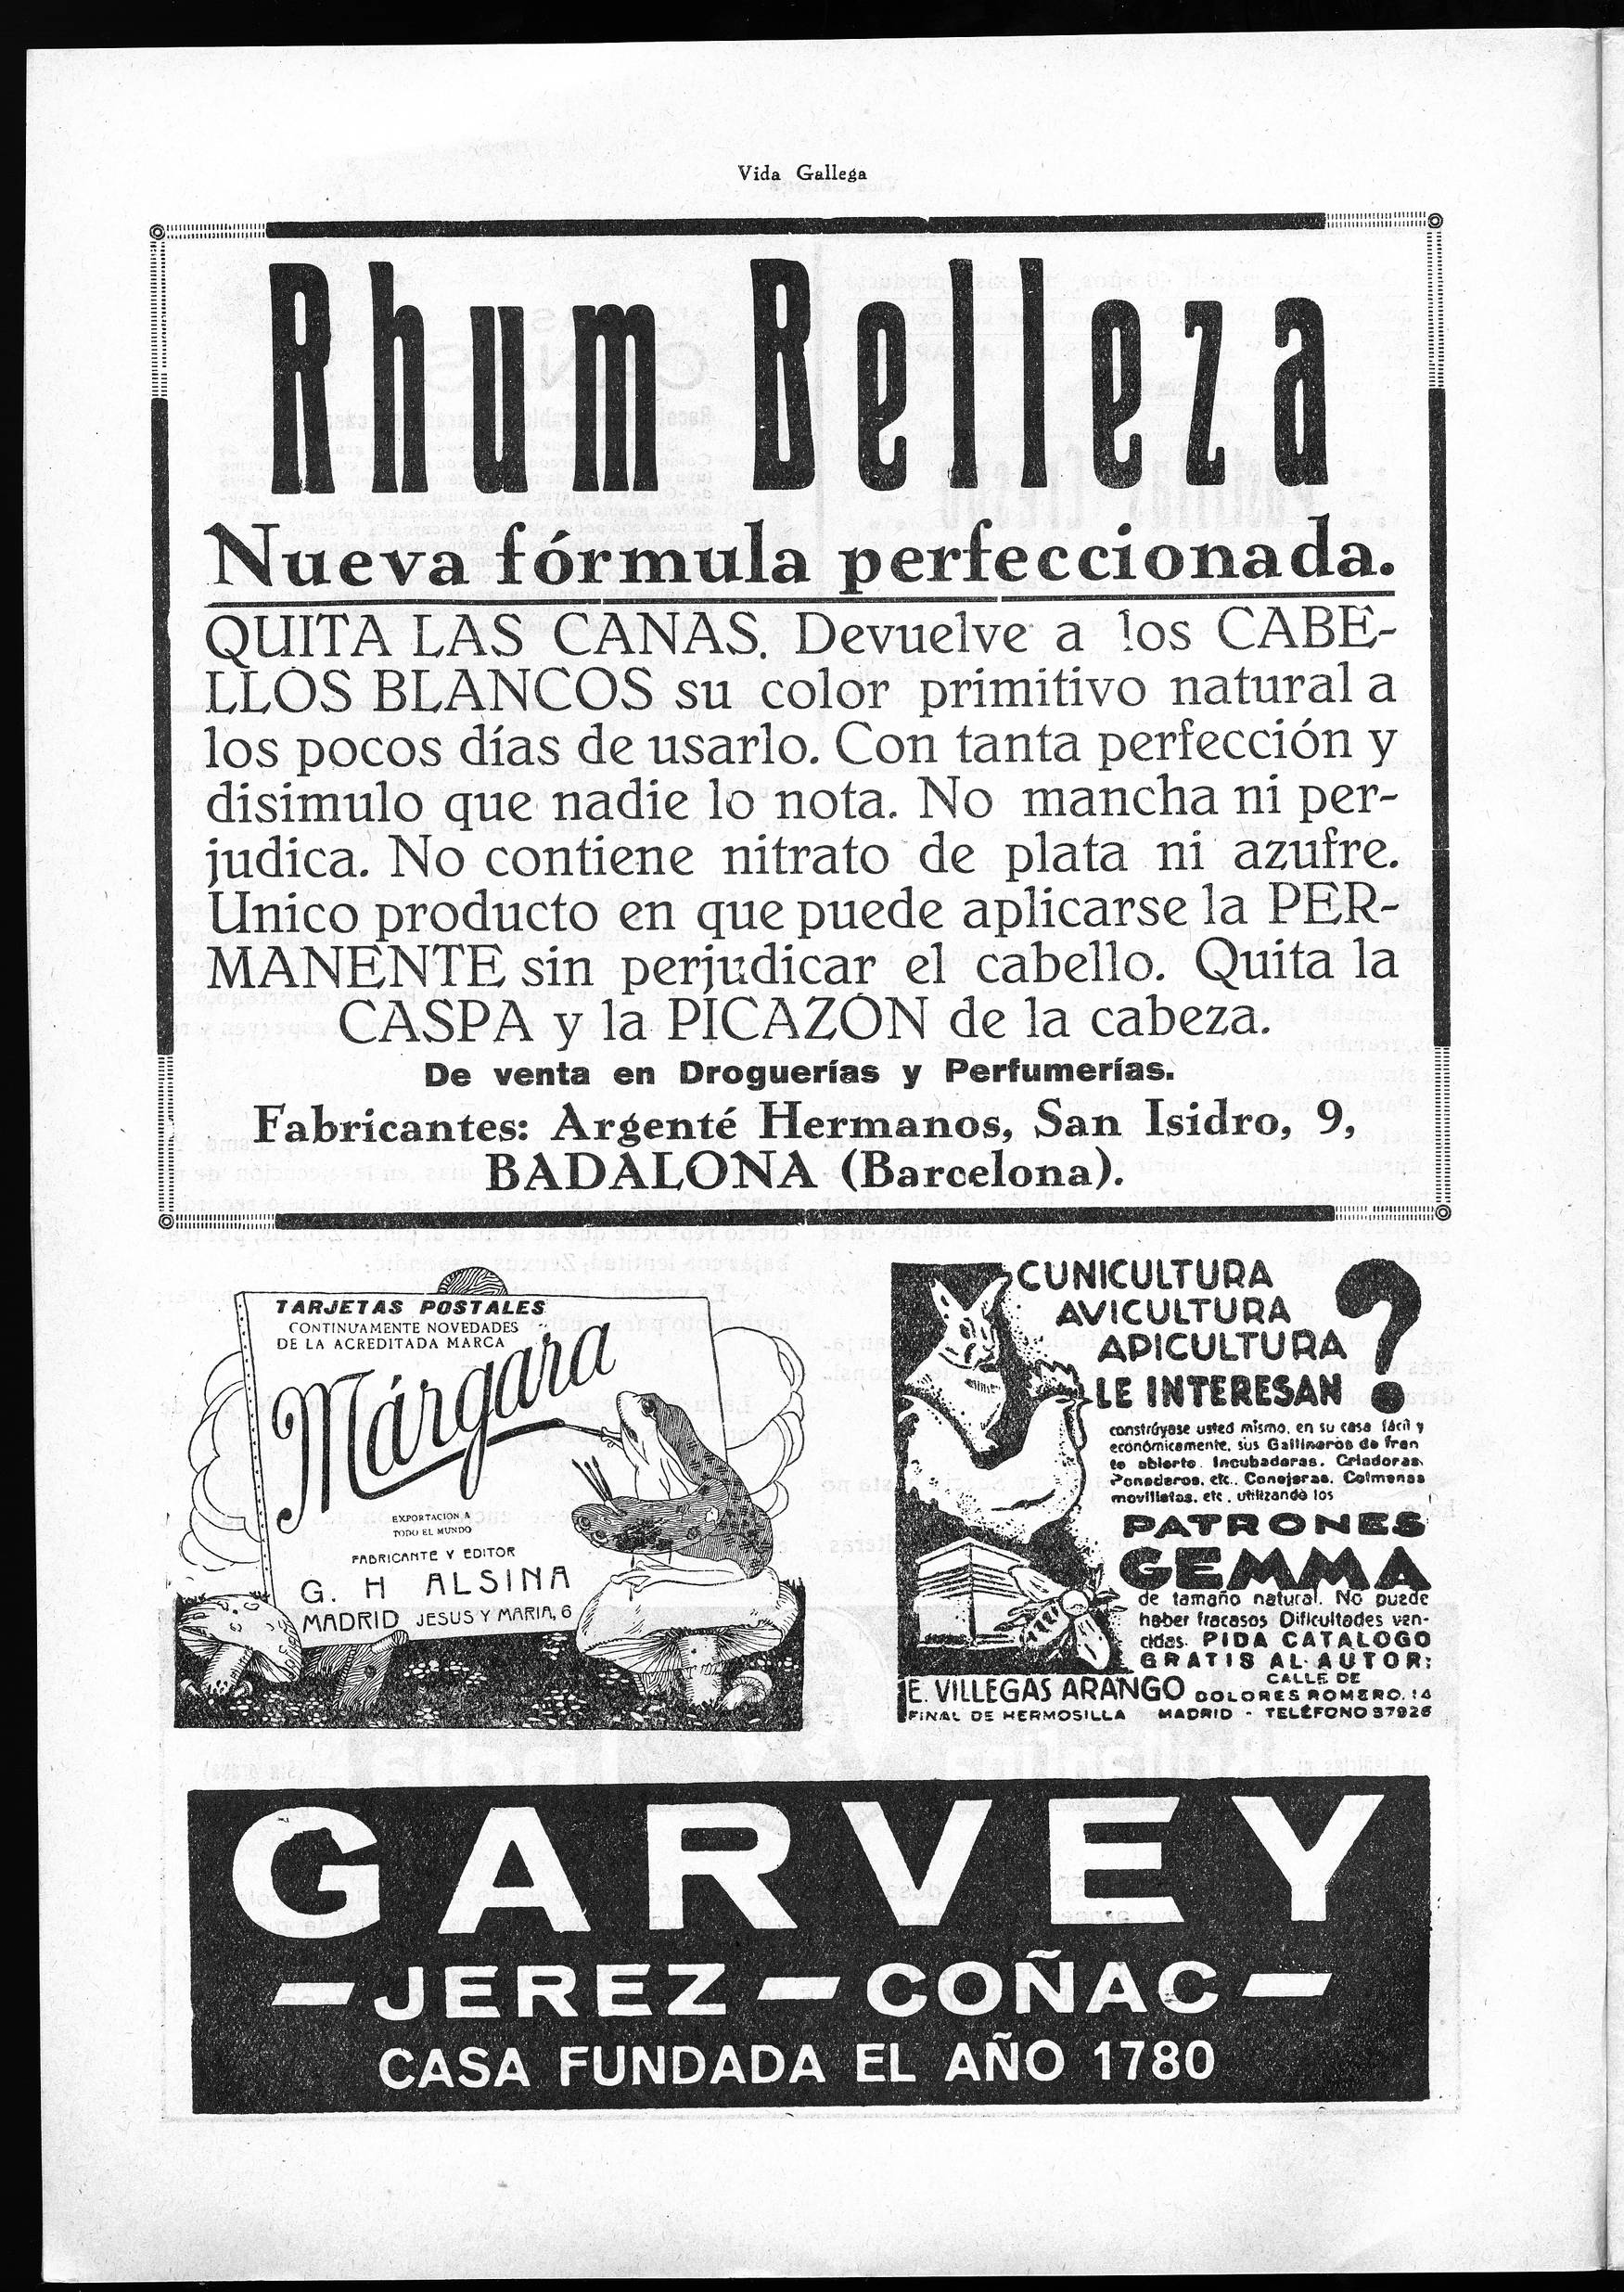 Vida Gallega
Rhum Belleza
Nueva fórmula perfeccionada.
QUITA LAS CANAS. Devuelve a los CABE-
LLOS BLANCOS su color primitivo natural a
los pocos días de usarlo. Con tanta perfección y
disimulo que nadie lo nota. No mancha ni per-
judica. No contiene nitrato de plata ni azufre.
Unico producto en que puede aplicarse la PER-
MANENTE sin perjudicar el cabello. Quita la
CASPA y la PICAZÓN de la cabeza.
De venta en Droguerías y Perfumerías.
Fabricantes: Argenté Hermanos, San Isidro, 9,
BADALONA (Barcelona).
TARJETAS POSTALES
CONTINUAMENTE NOVEDADES
DE LA ACREDITADA MARCA
Márgara
EXPORTACION A
TODO EL MUNDO
FABRICANTE Y EDITOR
G. H ALSINA
MADRID JESUS Y MARIA, 6
CUNICULTURA
AVICULTURA
APICULTURA
LE INTERESAN ?
constrúyase usted mismo, en su casa fácil y
económicamente, sus Gallineros de fren
te abierto. Incubadoras. Criadoras.
Ponederos, etc., Conejeras. Colmenas
movilistas, etc., utilizando los
PATRONES
GEMMA
de tamaño natural. No puede
haber fracasos Dificultades ven-
cidas. PIDA CATALOGO
GRATIS AL AUTOR:
E. VILLEGAS ARANGO CALLE DE
DOLORES ROMERO, 14
FINAL DE HERMOSILLA MADRID - TELÉFONO 57926
GARVEY
– JEREZ – COÑAC –
CASA FUNDADA EL AÑO 1780